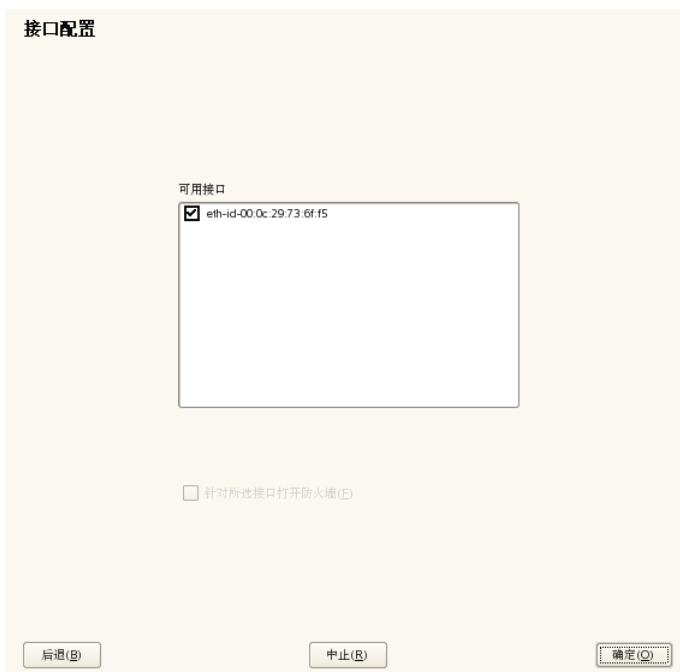 接口配置
可用接口
eth-id-00:0c:29:73:6f:f5
针对所选接口打开防火墙(F)
后退(B)
中止(R)
确定(O)